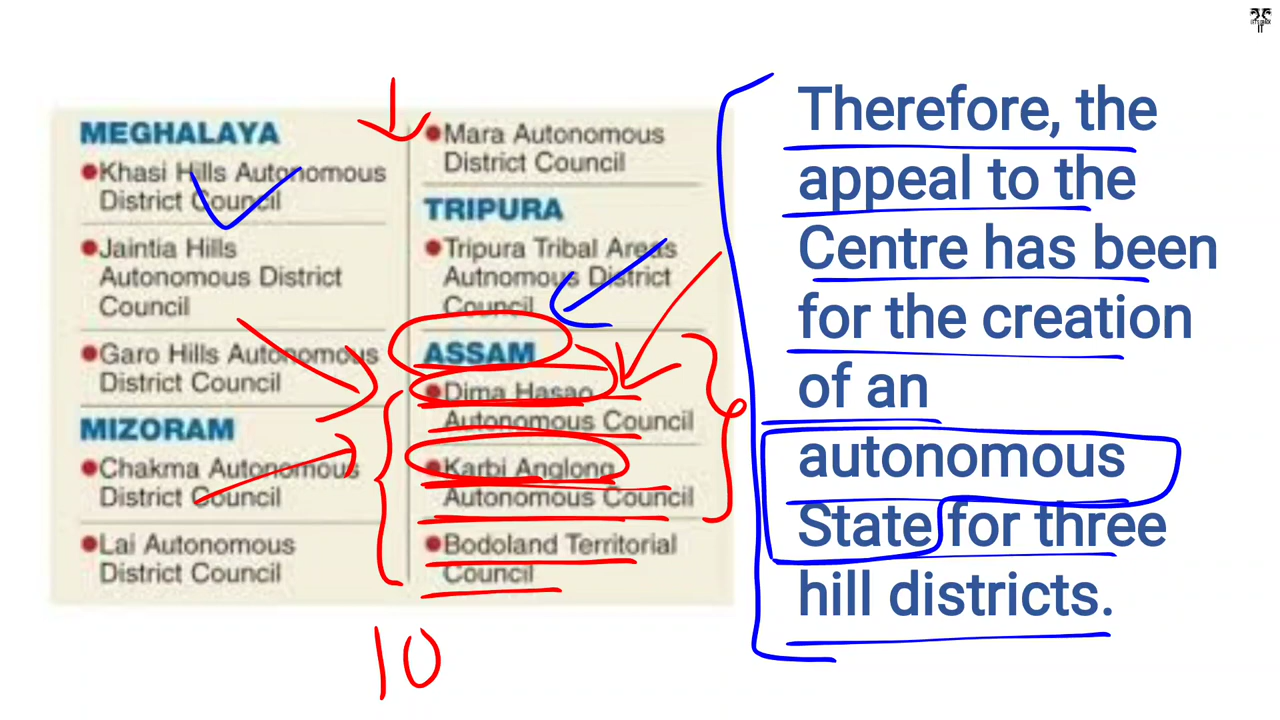 MEGHALAYA
Khasi Hills Autonomous
District Council
Jaintia Hills
Autonomous District
Council
Garo Hills Autonomous
District Council
MIZORAM
Chakma Autonomous
District Council
Lai Autonomous
District Council
Mara Autonomous
District Council
TRIPURA
Tripura Tribal Areas
Autnomous District
Council
ASSAM
Dima Hasao
Autonomous Council
Karbi Anglong
Autonomous Council
Bodoland Territorial
Council
10
Therefore, the
appeal to the
Centre has been
for the creation
of an
autonomous
State for three
hill districts.